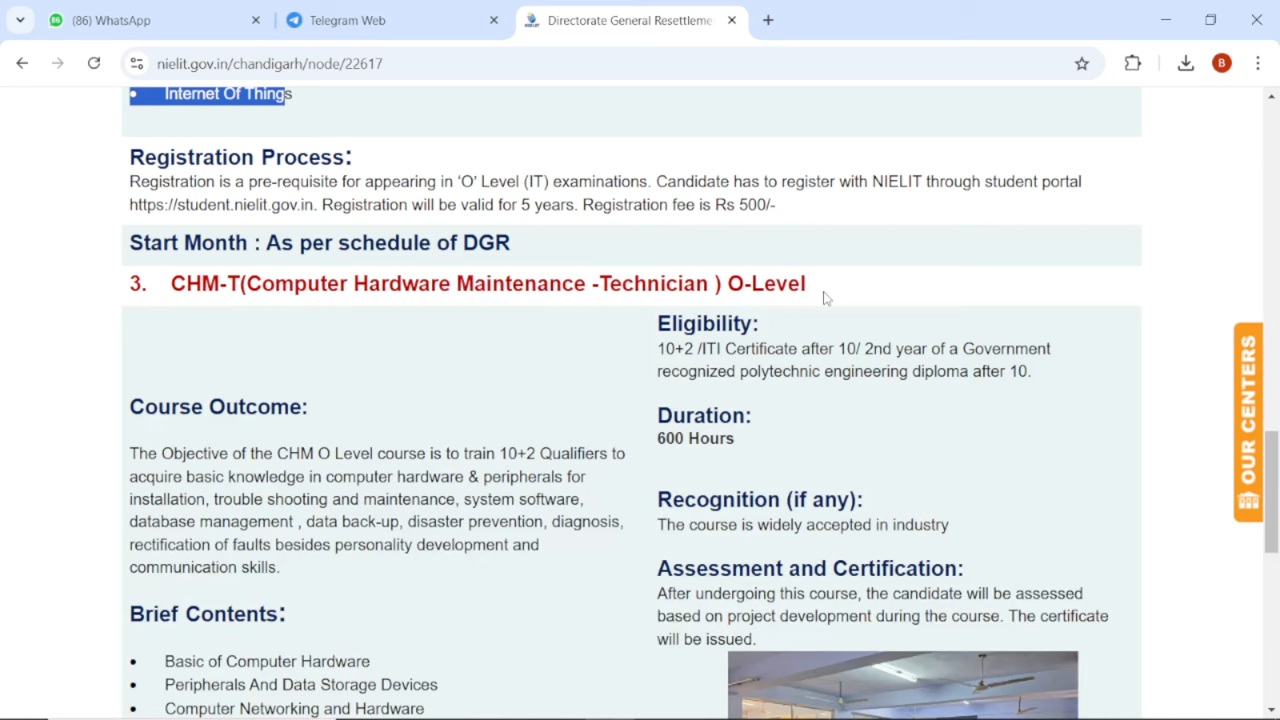 (86) WhatsApp
Telegram Web
Directorate General Resettleme
nielit.gov.in/chandigarh/node/22617
B
• Internet Of Things
Registration Process:
Registration is a pre-requisite for appearing in ‘O’ Level (IT) examinations. Candidate has to register with NIELIT through student portal
https://student.nielit.gov.in. Registration will be valid for 5 years. Registration fee is Rs 500/-
Start Month : As per schedule of DGR
3. CHM-T(Computer Hardware Maintenance -Technician ) O-Level
Course Outcome:
The Objective of the CHM O Level course is to train 10+2 Qualifiers to
acquire basic knowledge in computer hardware & peripherals for
installation, trouble shooting and maintenance, system software,
database management , data back-up, disaster prevention, diagnosis,
rectification of faults besides personality development and
communication skills.
Brief Contents:
• Basic of Computer Hardware
• Peripherals And Data Storage Devices
• Computer Networking and Hardware
Eligibility:
10+2 /ITI Certificate after 10/ 2nd year of a Government
recognized polytechnic engineering diploma after 10.
Duration:
600 Hours
Recognition (if any):
The course is widely accepted in industry
Assessment and Certification:
After undergoing this course, the candidate will be assessed
based on project development during the course. The certificate
will be issued.
OUR CENTERS